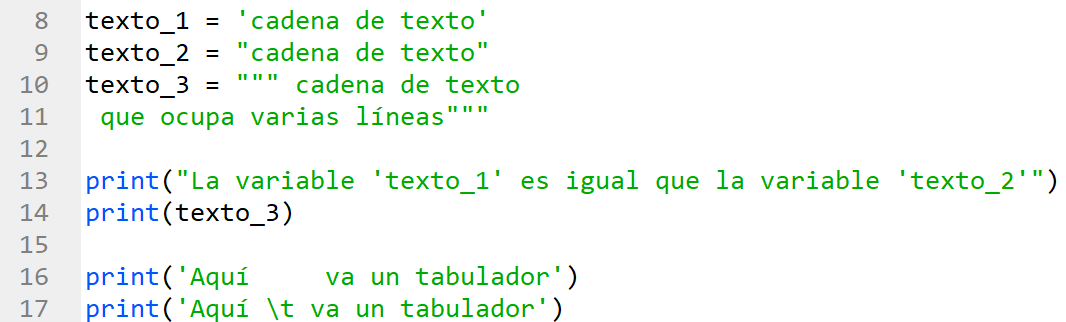 8 texto_1 = 'cadena de texto'
9 texto_2 = "cadena de texto"
10 texto_3 = """ cadena de texto
11  que ocupa varias líneas"""
12
13 print("La variable 'texto_1' es igual que la variable 'texto_2'")
14 print(texto_3)
15
16 print('Aquí     va un tabulador')
17 print('Aquí \t va un tabulador')